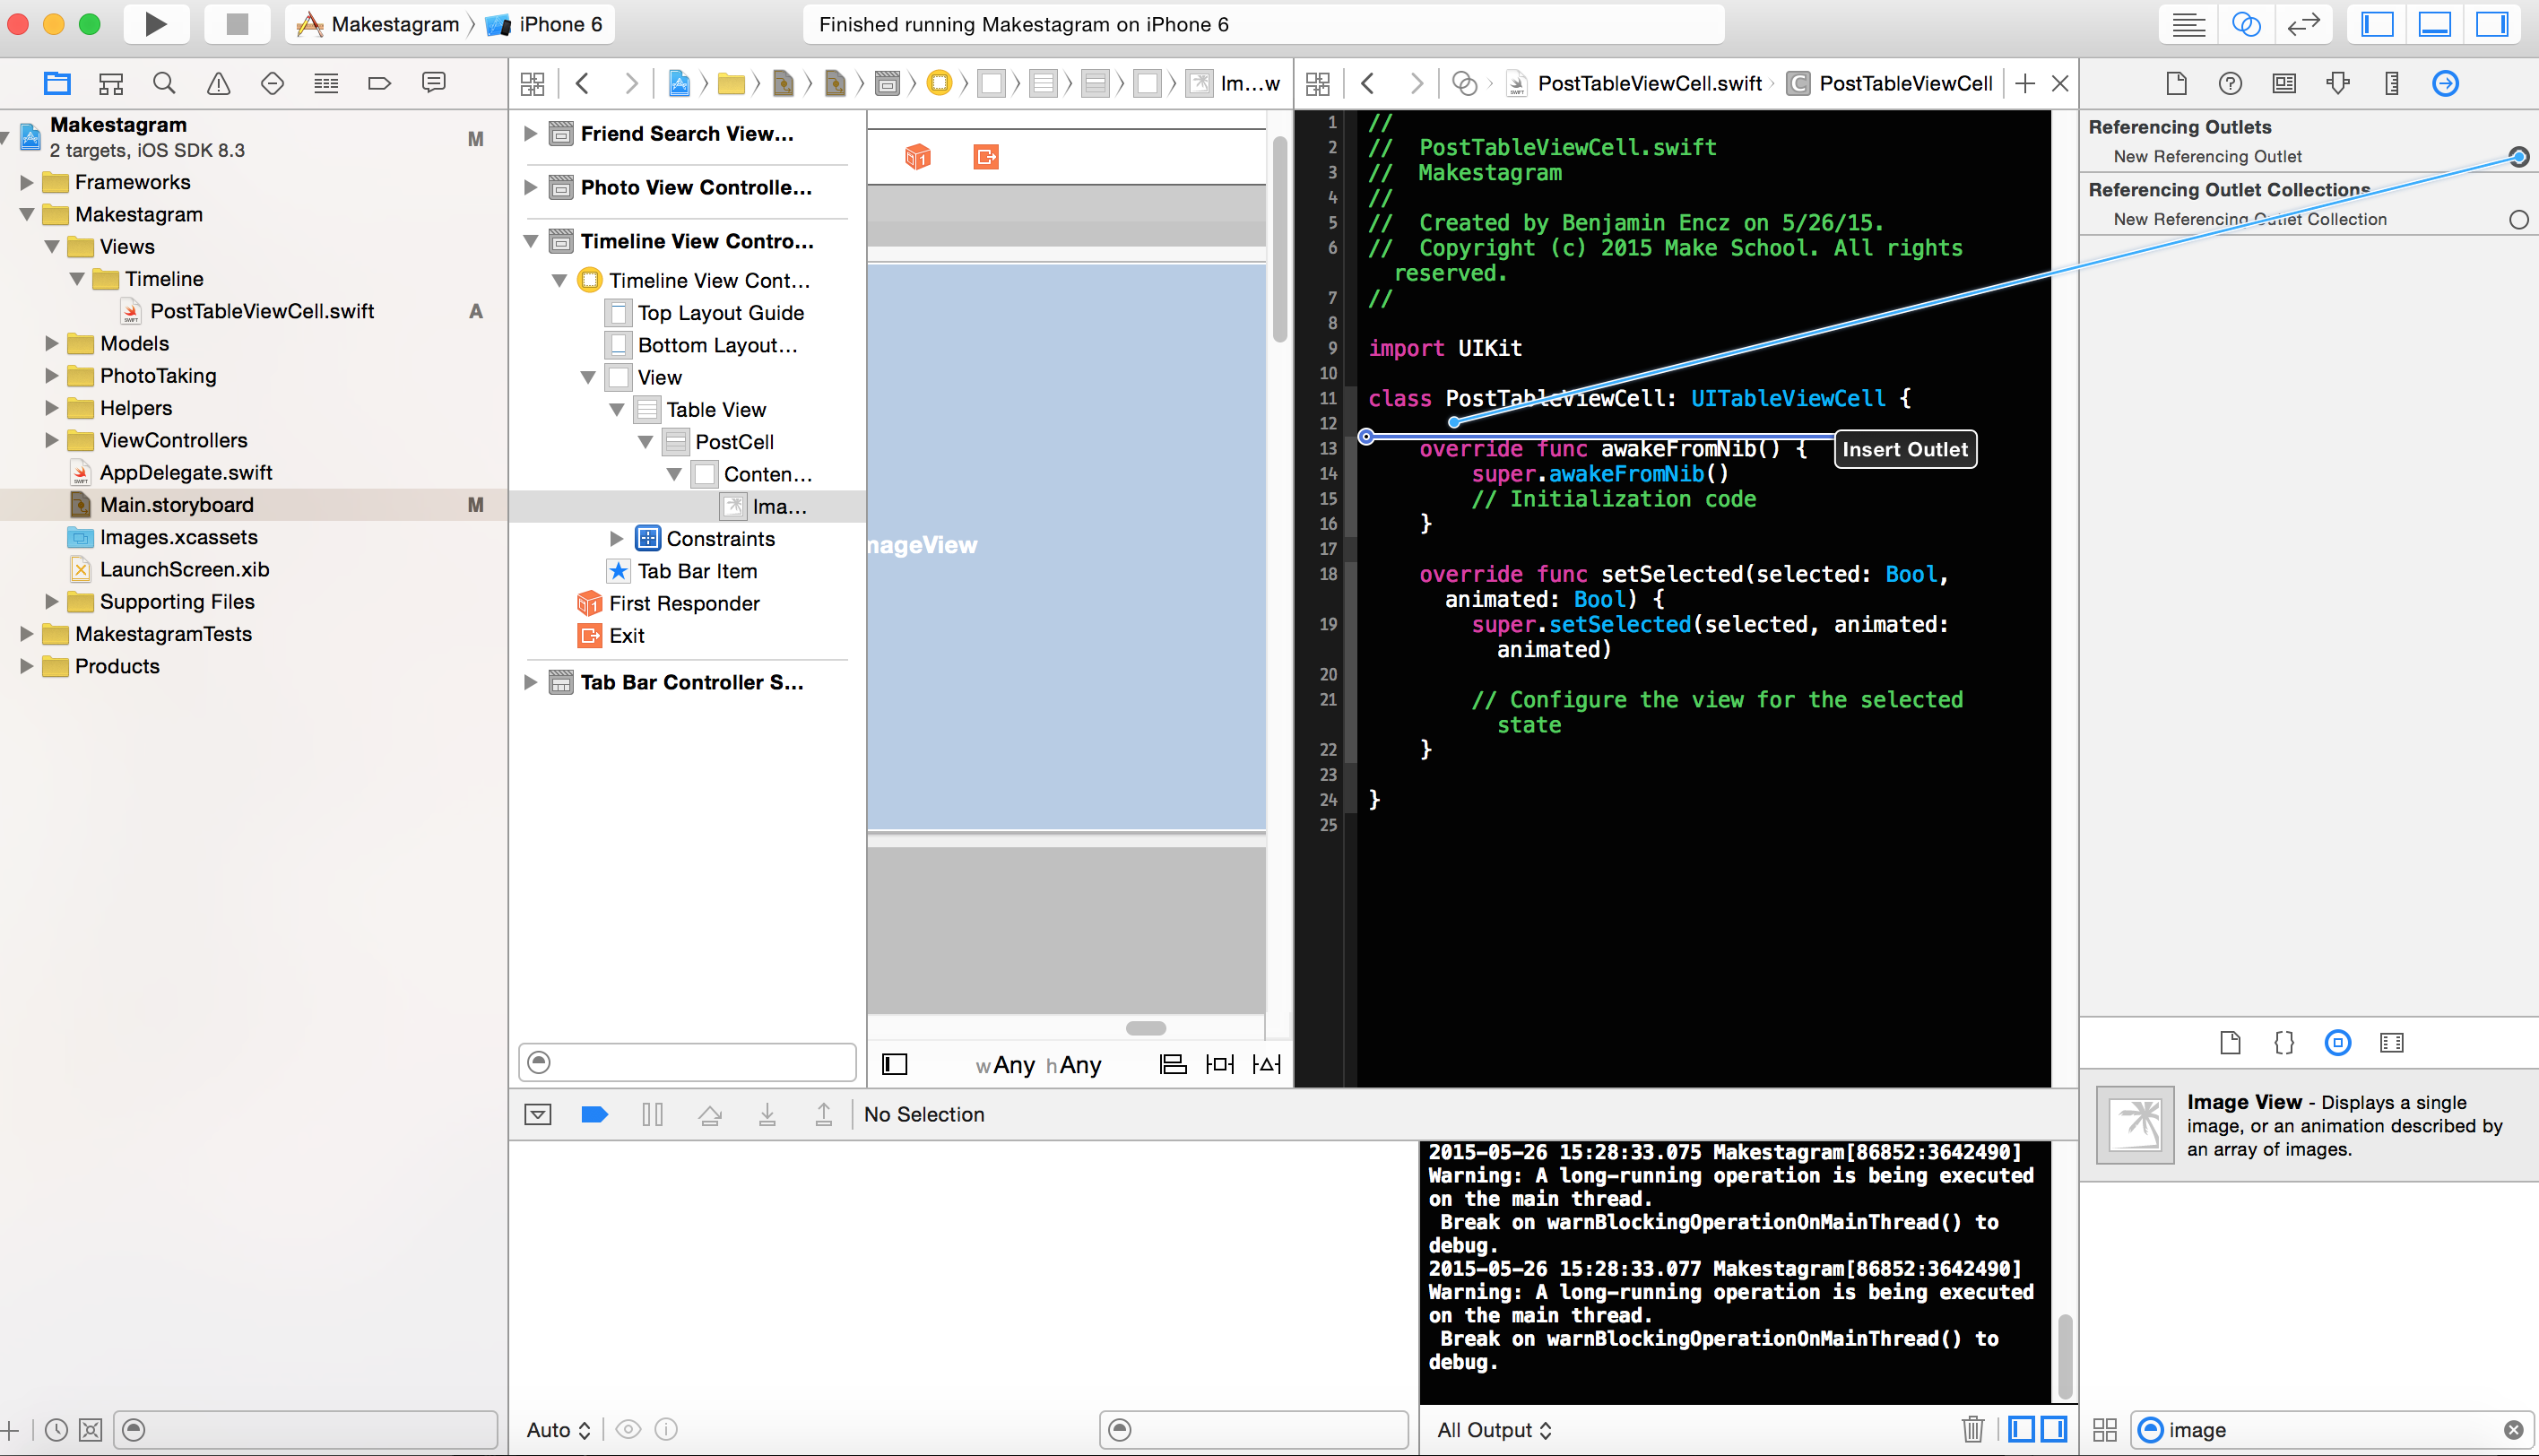 Makestagram
iPhone 6
Finished running Makestagram on iPhone 6
Im...w
PostTableViewCell.swift
C
PostTableViewCell
Makestagram
2 targets, iOS SDK 8.3
M
Frameworks
Makestagram
Views
Timeline
PostTableViewCell.swift
A
Models
PhotoTaking
Helpers
ViewControllers
AppDelegate.swift
Main.storyboard
M
Images.xcassets
LaunchScreen.xib
Supporting Files
MakestagramTests
Products
Friend Search View...
Photo View Controlle...
Timeline View Contro...
Timeline View Cont...
Top Layout Guide
Bottom Layout...
View
Table View
PostCell
Conten...
Ima...
Constraints
Tab Bar Item
First Responder
Exit
Tab Bar Controller S...
mageView
wAny hAny
1 //
2 //  PostTableViewCell.swift
3 //  Makestagram
4 //
5 //  Created by Benjamin Encz on 5/26/15.
6 //  Copyright (c) 2015 Make School. All rights
reserved.
7 //
8
9 import UIKit
10
11 class PostTableViewCell: UITableViewCell {
12
13 override func awakeFromNib() {
Insert Outlet
14 super.awakeFromNib()
15 // Initialization code
16 }
17
18 override func setSelected(selected: Bool,
animated: Bool) {
19 super.setSelected(selected, animated:
animated)
20
21 // Configure the view for the selected
state
22 }
23
24 }
25
Referencing Outlets
New Referencing Outlet
Referencing Outlet Collections
New Referencing Outlet Collection
Image View - Displays a single
image, or an animation described by
an array of images.
No Selection
2015-05-26 15:28:33.075 Makestagram[86852:3642490]
Warning: A long-running operation is being executed
on the main thread.
Break on warnBlockingOperationOnMainThread() to
debug.
2015-05-26 15:28:33.077 Makestagram[86852:3642490]
Warning: A long-running operation is being executed
on the main thread.
Break on warnBlockingOperationOnMainThread() to
debug.
Auto
All Output
image